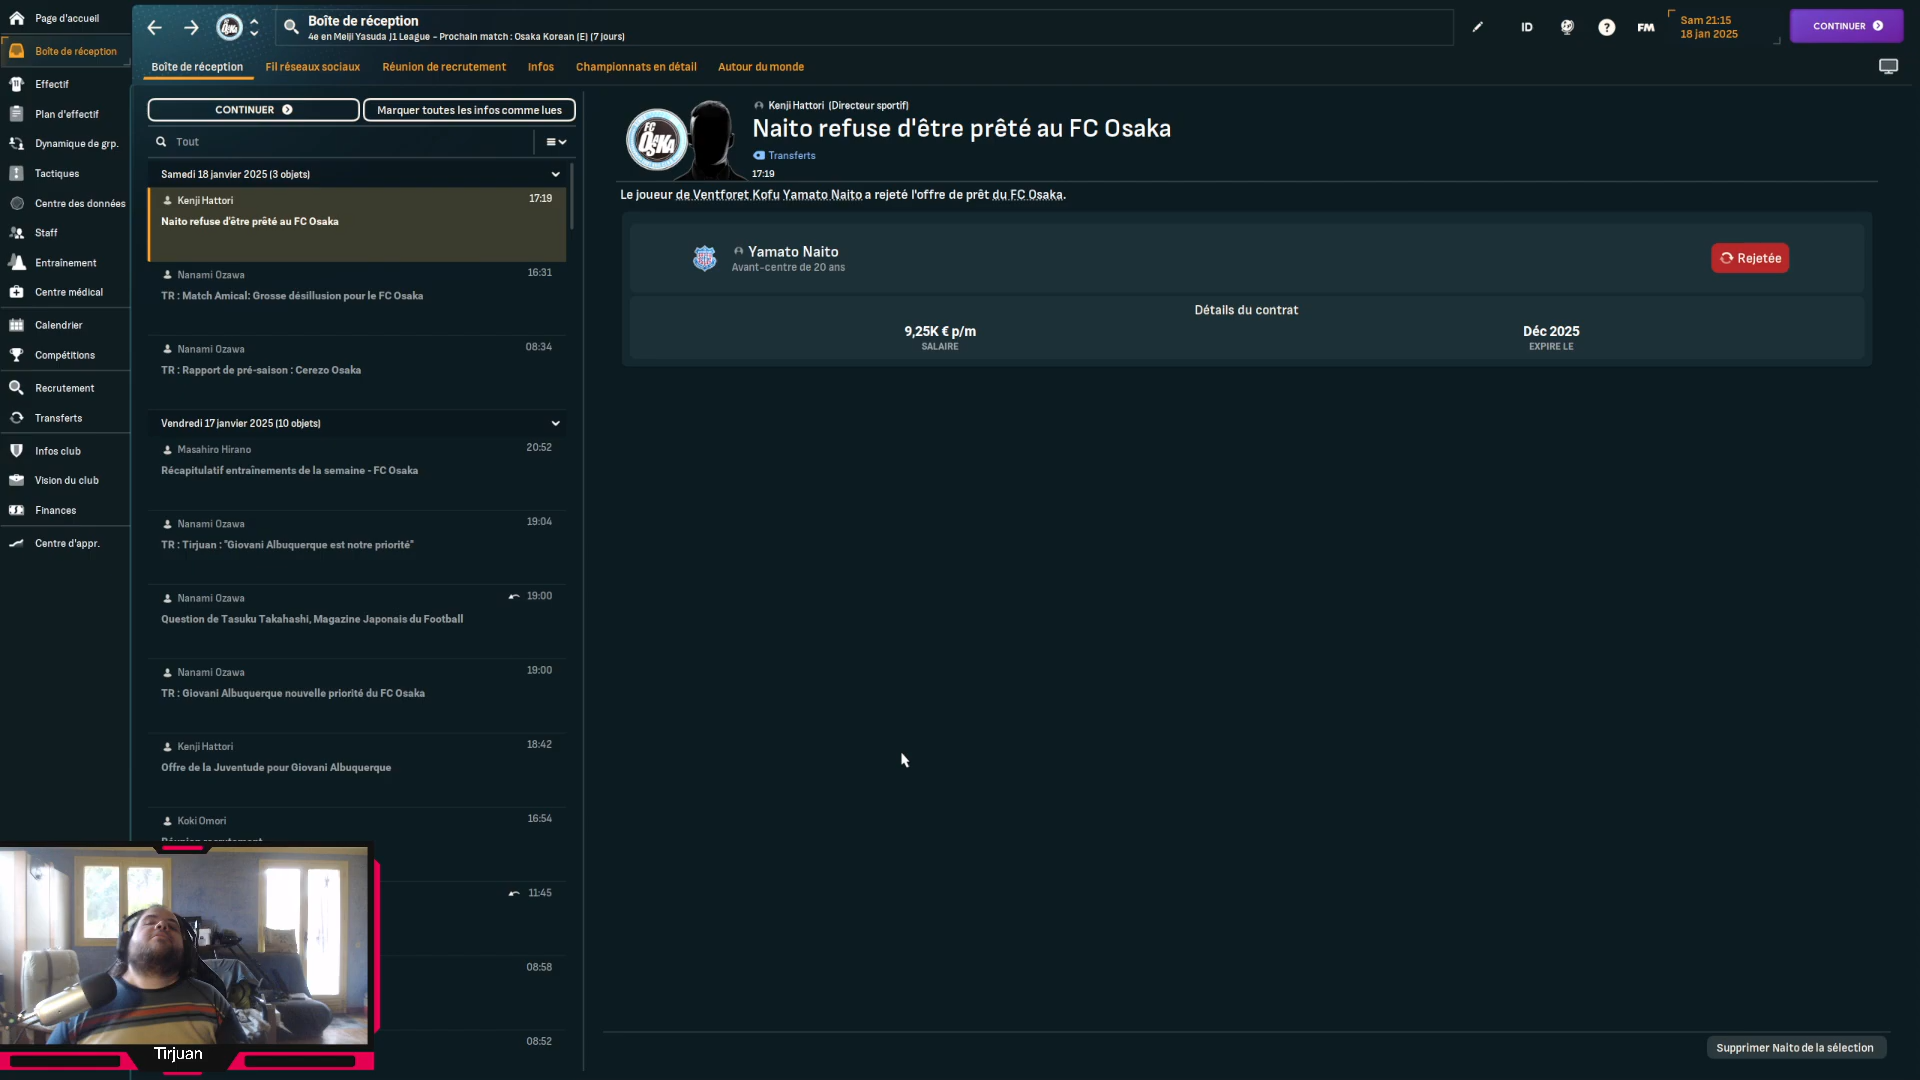 Page d'accueil
Boîte de réception
Effectif
Plan d'effectif
Dynamique de grp.
Tactiques
Centre des données
Staff
Entraînement
Centre médical
Calendrier
Compétitions
Recrutement
Transferts
Infos club
Vision du club
Finances
Centre d'appr.
Boîte de réception
4e en Meiji Yasuda J1 League - Prochain match : Osaka Korean (E) (7 jours)
ID
FM
Sam 21:15
18 jan 2025
CONTINUER
Boîte de réception
Fil réseaux sociaux
Réunion de recrutement
Infos
Championnats en détail
Autour du monde
CONTINUER
Marquer toutes les infos comme lues
Tout
Samedi 18 janvier 2025 (3 objets)
Kenji Hattori 17:19
Naito refuse d'être prêté au FC Osaka
Nanami Ozawa 16:31
TR : Match Amical: Grosse désillusion pour le FC Osaka
Nanami Ozawa 08:34
TR : Rapport de pré-saison : Cerezo Osaka
Vendredi 17 janvier 2025 (10 objets)
Masahiro Hirano 20:52
Récapitulatif entraînements de la semaine - FC Osaka
Nanami Ozawa 19:04
TR : Tirjuan : "Giovani Albuquerque est notre priorité"
Nanami Ozawa 19:00
Question de Tasuku Takahashi, Magazine Japonais du Football
Nanami Ozawa 19:00
TR : Giovani Albuquerque nouvelle priorité du FC Osaka
Kenji Hattori 18:42
Offre de la Juventude pour Giovani Albuquerque
Koki Omori 16:54
11:45
08:58
08:52
Tirjuan
FC
OSAKA
Kenji Hattori (Directeur sportif)
Naito refuse d'être prêté au FC Osaka
Transferts
17:19
Le joueur de Ventforet Kofu Yamato Naito a rejeté l'offre de prêt du FC Osaka.
Yamato Naito
Avant-centre de 20 ans
Rejetée
Détails du contrat
9,25K € p/m
SALAIRE
Déc 2025
EXPIRE LE
Supprimer Naito de la sélection